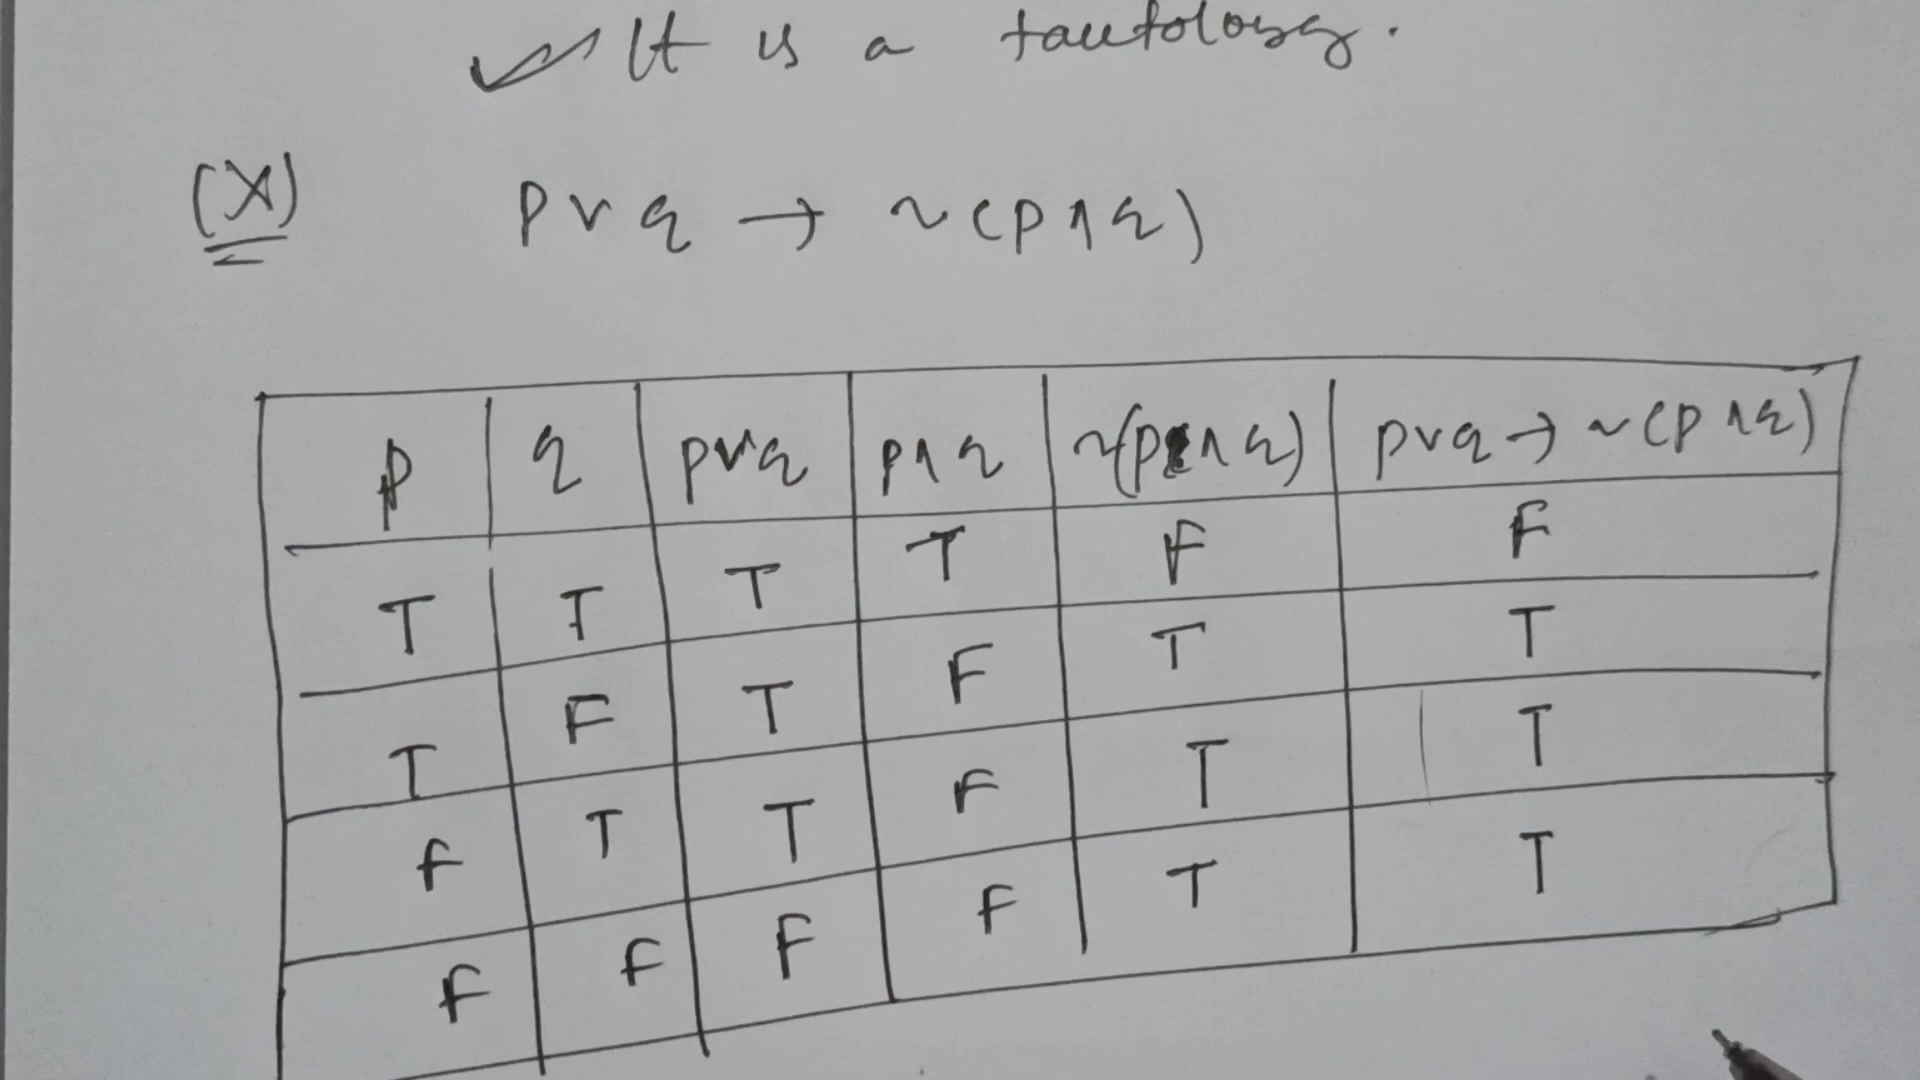 It is a tautology.
(X) p ∨ q → ~(p ∧ q)
p q p∨q p∧q ~(p∧q) p∨q → ~(p∧q)
T T T T F F
T F T F T T
F T T F T T
F F F F T T